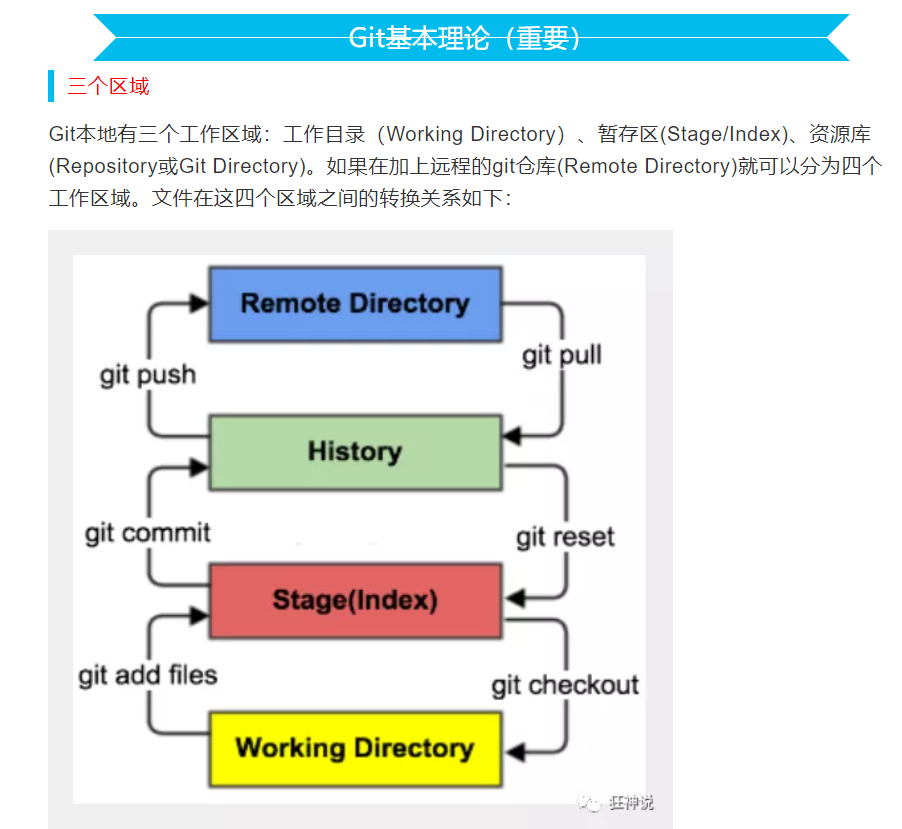 Git基本理论（重要）
三个区域
Git本地有三个工作区域：工作目录（Working Directory）、暂存区(Stage/Index)、资源库
(Repository或Git Directory)。如果在加上远程的git仓库(Remote Directory)就可以分为四个
工作区域。文件在这四个区域之间的转换关系如下：
Remote Directory
git pull
git push
History
git commit
git reset
Stage(Index)
git add files
git checkout
Working Directory
狂神说